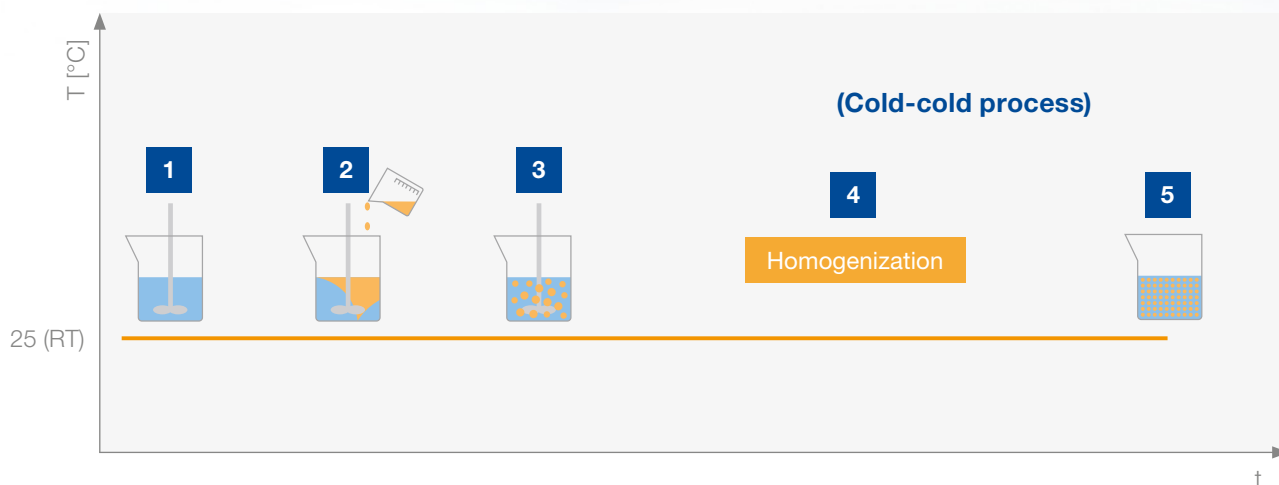 T [°C]
(Cold-cold process)
1
2
3
4
5
Homogenization
25 (RT)
t